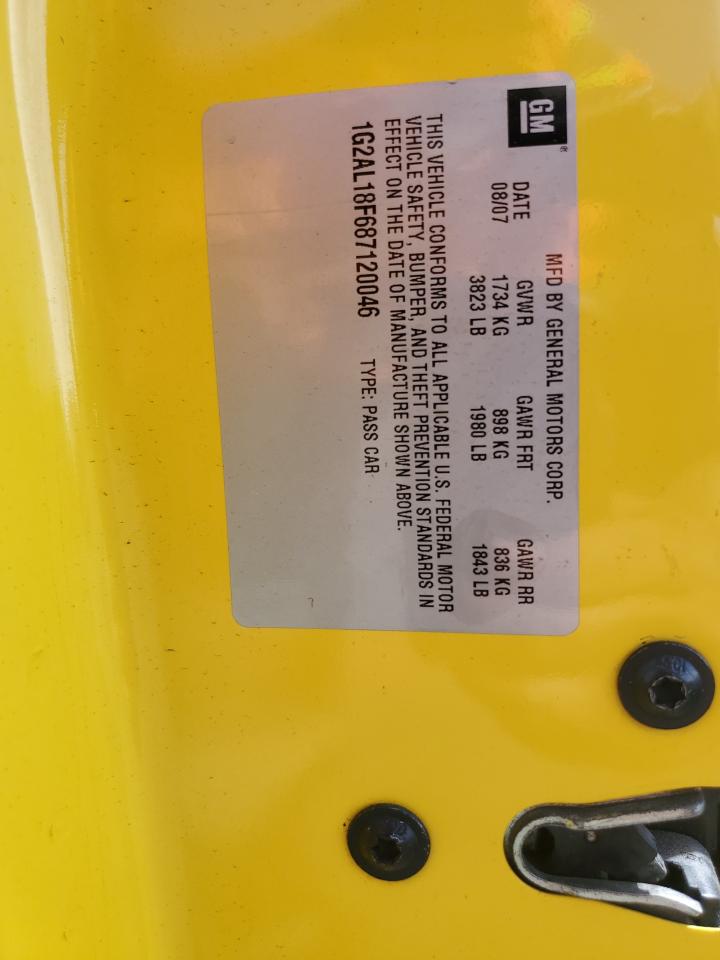 GM
MFD BY GENERAL MOTORS CORP.
DATE GVWR GAWR FRT GAWR RR
08/07 1734 KG 898 KG 836 KG
3823 LB 1980 LB 1843 LB
THIS VEHICLE CONFORMS TO ALL APPLICABLE U.S. FEDERAL MOTOR
VEHICLE SAFETY, BUMPER, AND THEFT PREVENTION STANDARDS IN
EFFECT ON THE DATE OF MANUFACTURE SHOWN ABOVE.
1G2AL18F687120046 TYPE: PASS CAR